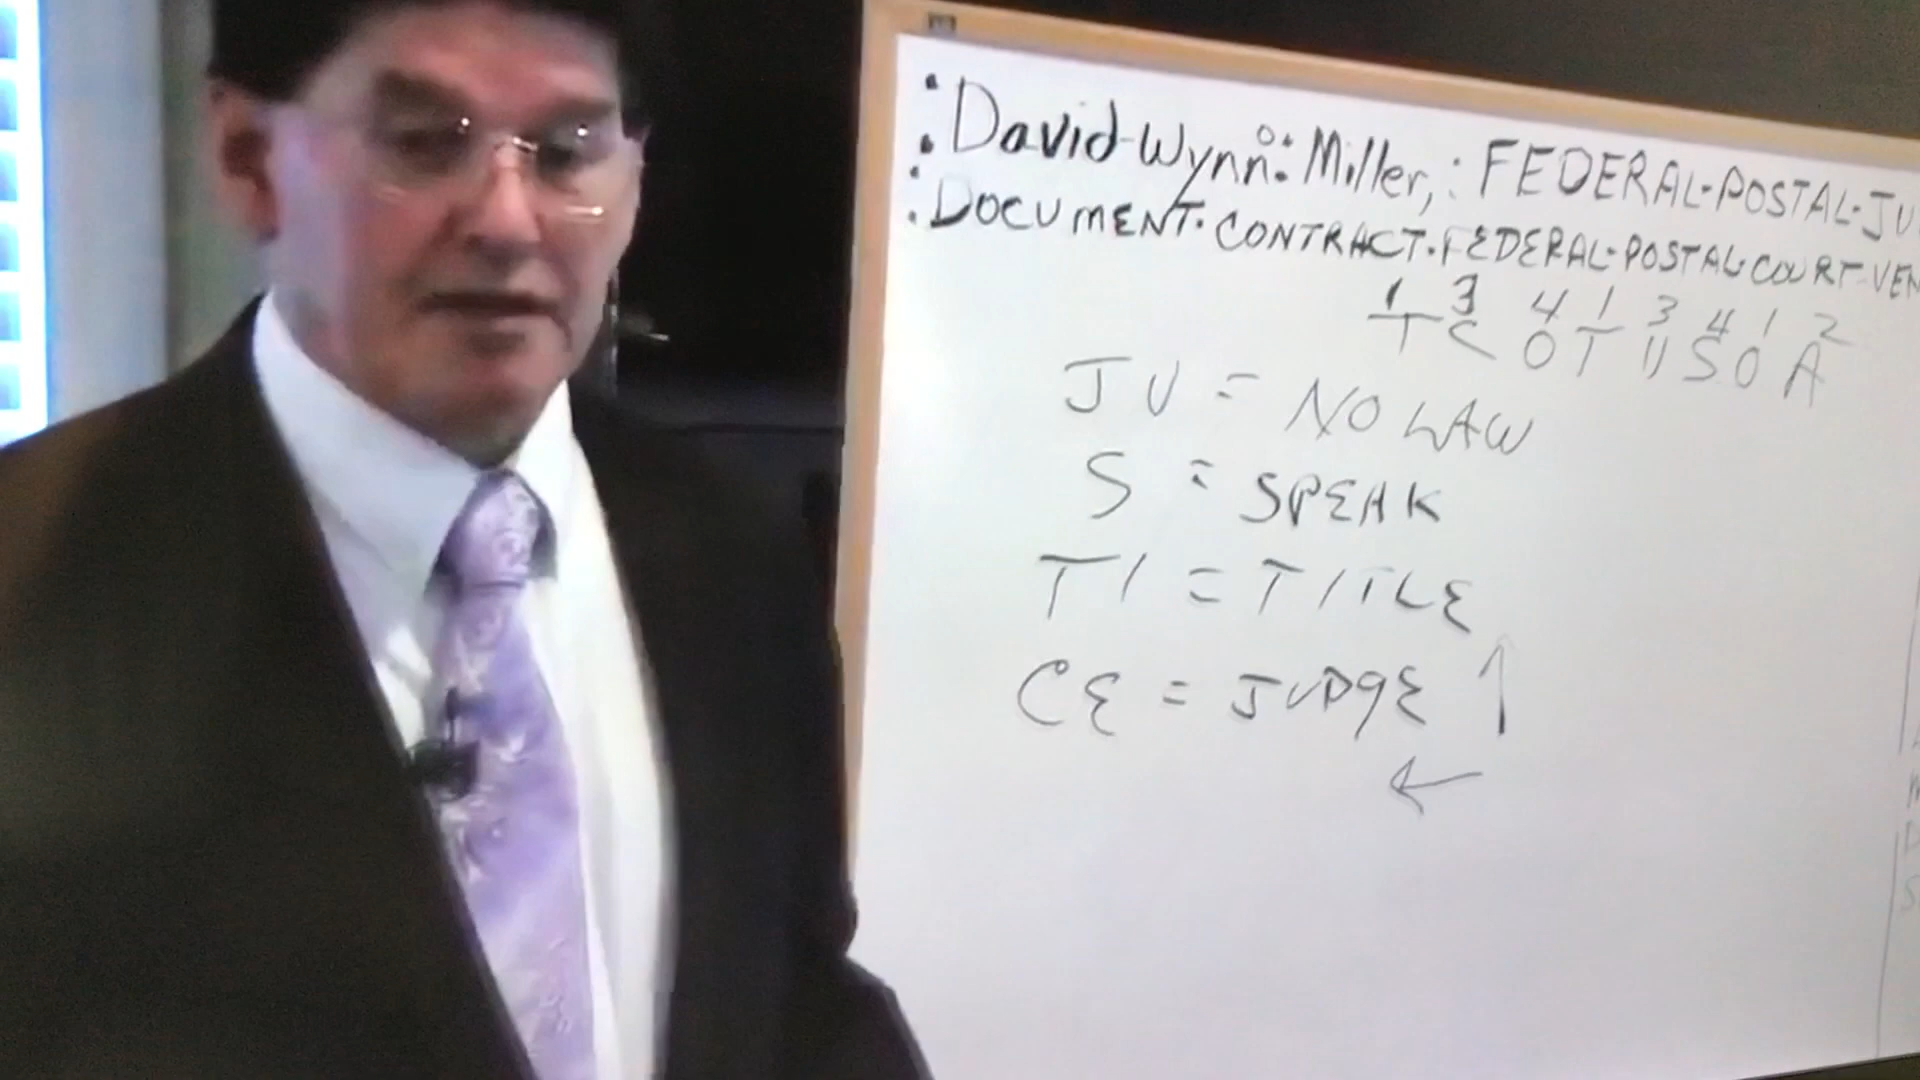 :David-Wynn: Miller,: FEDERAL-POSTAL-JU
:DOCUMENT-CONTRACT-FEDERAL-POSTAL-COURT-VEN
1 3 4 1 3 4 1 2
T C O T U S O A
JU = NO LAW
S = SPEAK
TI = TITLE
CE = JUDGE ↑
←